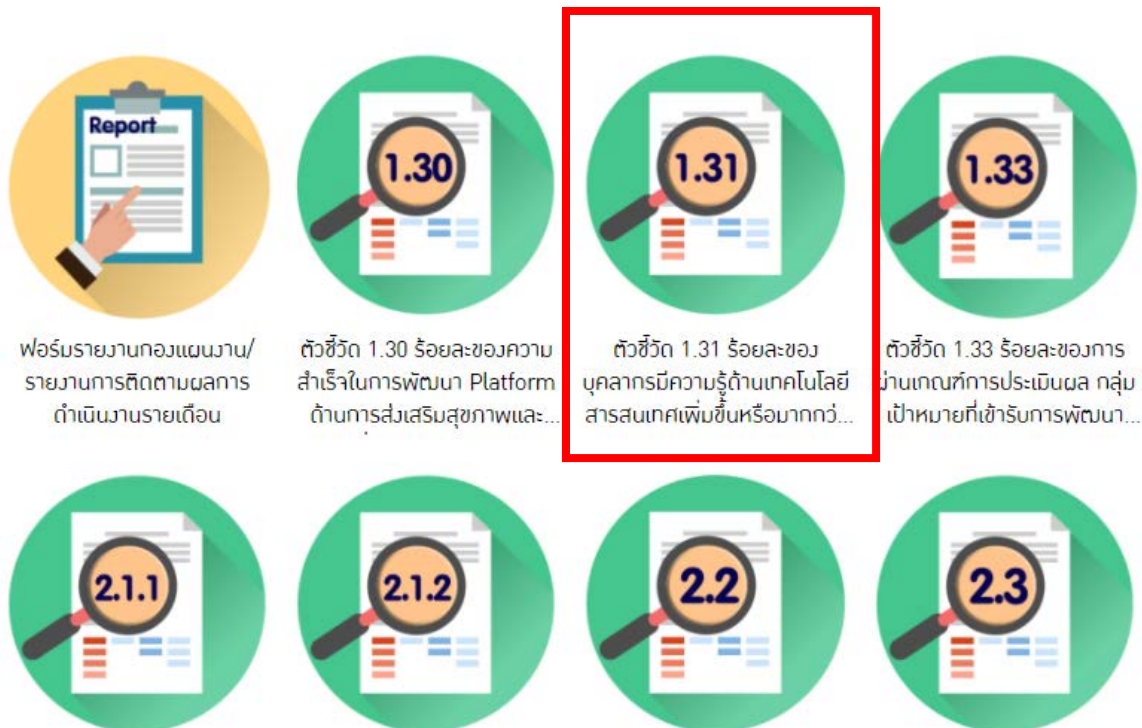 Report
1.30
1.31
1.33
ฟอร์มรายงานกองแผนงาน/
รายงานการติดตามผลการ
ดำเนินงานรายเดือน
ตัวชี้วัด 1.30 ร้อยละของความ
สำเร็จในการพัฒนา Platform
ด้านการส่งเสริมสุขภาพและ...
ตัวชี้วัด 1.31 ร้อยละของ
บุคลากรมีความรู้ด้านเทคโนโลยี
สารสนเทศเพิ่มขึ้นหรือมากกว่...
ตัวชี้วัด 1.33 ร้อยละของการ
ผ่านเกณฑ์การประเมินผล กลุ่ม
เป้าหมายที่เข้ารับการพัฒนา...
2.1.1
2.1.2
2.2
2.3